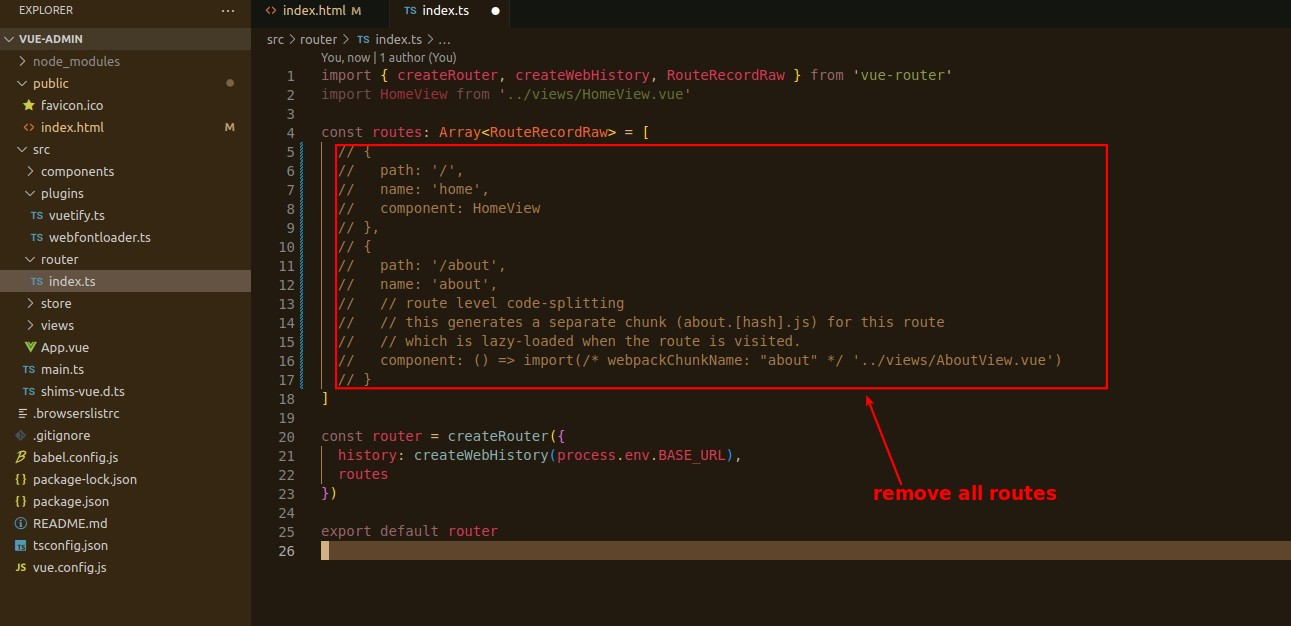 EXPLORER ...
VUE-ADMIN
node_modules
public
favicon.ico
index.html M
src
components
plugins
TS vuetify.ts
TS webfontloader.ts
router
TS index.ts
store
views
App.vue
TS main.ts
TS shims-vue.d.ts
.browserslistrc
.gitignore
babel.config.js
{} package-lock.json
{} package.json
README.md
TS tsconfig.json
JS vue.config.js
<> index.html M
TS index.ts
src > router > TS index.ts > ...
You, now | 1 author (You)
1 import { createRouter, createWebHistory, RouteRecordRaw } from 'vue-router'
2 import HomeView from '../views/HomeView.vue'
3
4 const routes: Array<RouteRecordRaw> = [
5 // {
6 //   path: '/',
7 //   name: 'home',
8 //   component: HomeView
9 // },
10 // {
11 //   path: '/about',
12 //   name: 'about',
13 //   // route level code-splitting
14 //   // this generates a separate chunk (about.[hash].js) for this route
15 //   // which is lazy-loaded when the route is visited.
16 //   component: () => import(/* webpackChunkName: "about" */ '../views/AboutView.vue')
17 // }
18 ]
19
20 const router = createRouter({
21 history: createWebHistory(process.env.BASE_URL),
22 routes
23 })
24
25 export default router
26
remove all routes